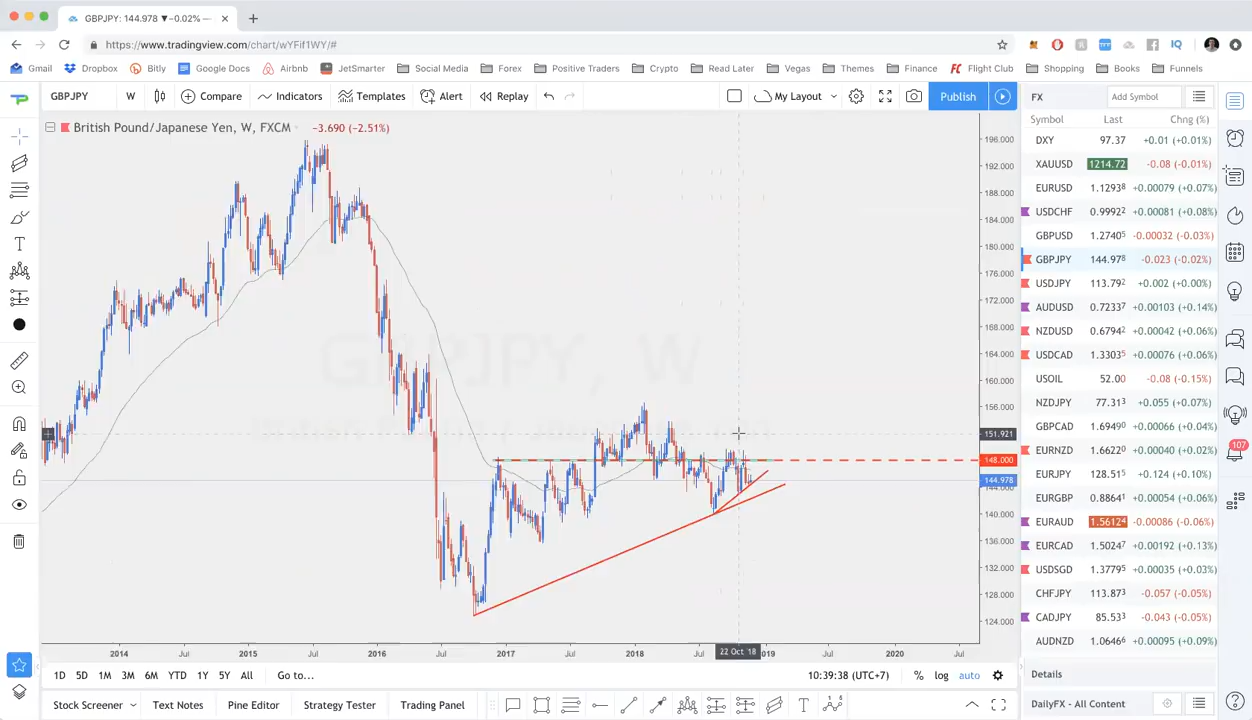 GBPJPY: 144.978 ▼−0.02% —
https://www.tradingview.com/chart/wYFif1WY/#
Gmail Dropbox Bitly Google Docs Airbnb JetSmarter Social Media Forex Positive Traders Crypto Read Later Vegas Themes Finance Flight Club Shopping Books Funnels
GBPJPY W Compare Indicators Templates Alert Replay My Layout Publish
British Pound/Japanese Yen, W, FXCM -3.690 (-2.51%)
GBPJPY, W
196.000
192.000
188.000
184.000
180.000
176.000
172.000
168.000
164.000
160.000
156.000
151.921
148.000
144.978
140.000
136.000
132.000
128.000
124.000
2014 Jul 2015 Jul 2016 Jul 2017 Jul 2018 Jul 22 Oct 18 2019 Jul 2020 Jul
1D 5D 1M 3M 6M YTD 1Y 5Y All Go to... 10:39:38 (UTC+7) % log auto
Stock Screener Text Notes Pine Editor Strategy Tester Trading Panel
FX Add Symbol
Symbol Last Chng (%)
DXY 97.37 +0.01 (+0.01%)
XAUUSD 1214.72 -0.08 (-0.01%)
EURUSD 1.12938 +0.00079 (+0.07%)
USDCHF 0.99922 +0.00081 (+0.08%)
GBPUSD 1.27405 -0.00032 (-0.03%)
GBPJPY 144.978 -0.023 (-0.02%)
USDJPY 113.792 +0.002 (+0.00%)
AUDUSD 0.72337 +0.00103 (+0.14%)
NZDUSD 0.67942 +0.00042 (+0.06%)
USDCAD 1.33035 +0.00076 (+0.06%)
USOIL 52.00 -0.08 (-0.15%)
NZDJPY 77.313 +0.055 (+0.07%)
GBPCAD 1.69490 +0.00066 (+0.04%)
EURNZD 1.66220 +0.00040 (+0.02%)
EURJPY 128.515 +0.124 (+0.10%)
EURGBP 0.88641 +0.00054 (+0.06%)
EURAUD 1.56124 -0.00086 (-0.06%)
EURCAD 1.50247 +0.00192 (+0.13%)
USDSGD 1.37795 +0.00035 (+0.03%)
CHFJPY 113.873 -0.057 (-0.05%)
CADJPY 85.533 -0.043 (-0.05%)
AUDNZD 1.06466 +0.00095 (+0.09%)
Details
DailyFX - All Content
107